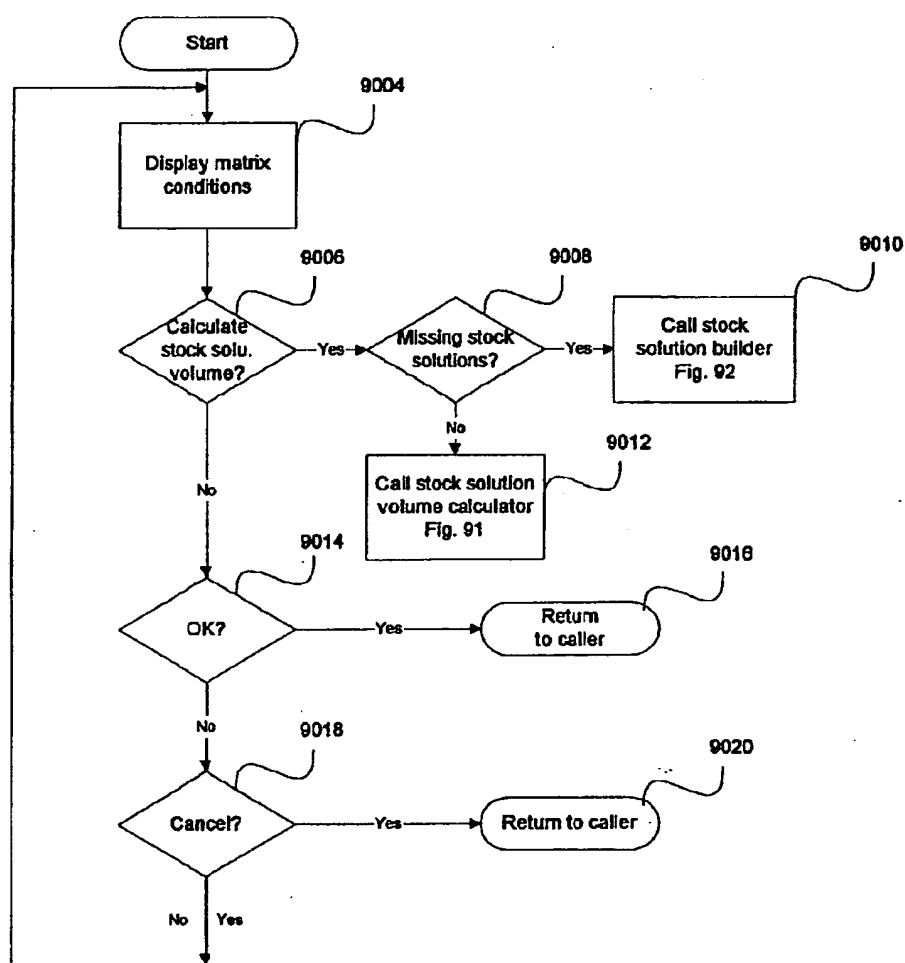 Start
9004
Display matrix
conditions
9006
9008
9010
Calculate
stock solu.
volume?
Yes
Missing stock
solutions?
Yes
Call stock
solution builder
Fig. 92
No
9012
Call stock solution
volume calculator
Fig. 91
No
9014
9016
OK?
Yes
Return
to caller
No
9018
9020
Cancel?
Yes
Return to caller
No Yes